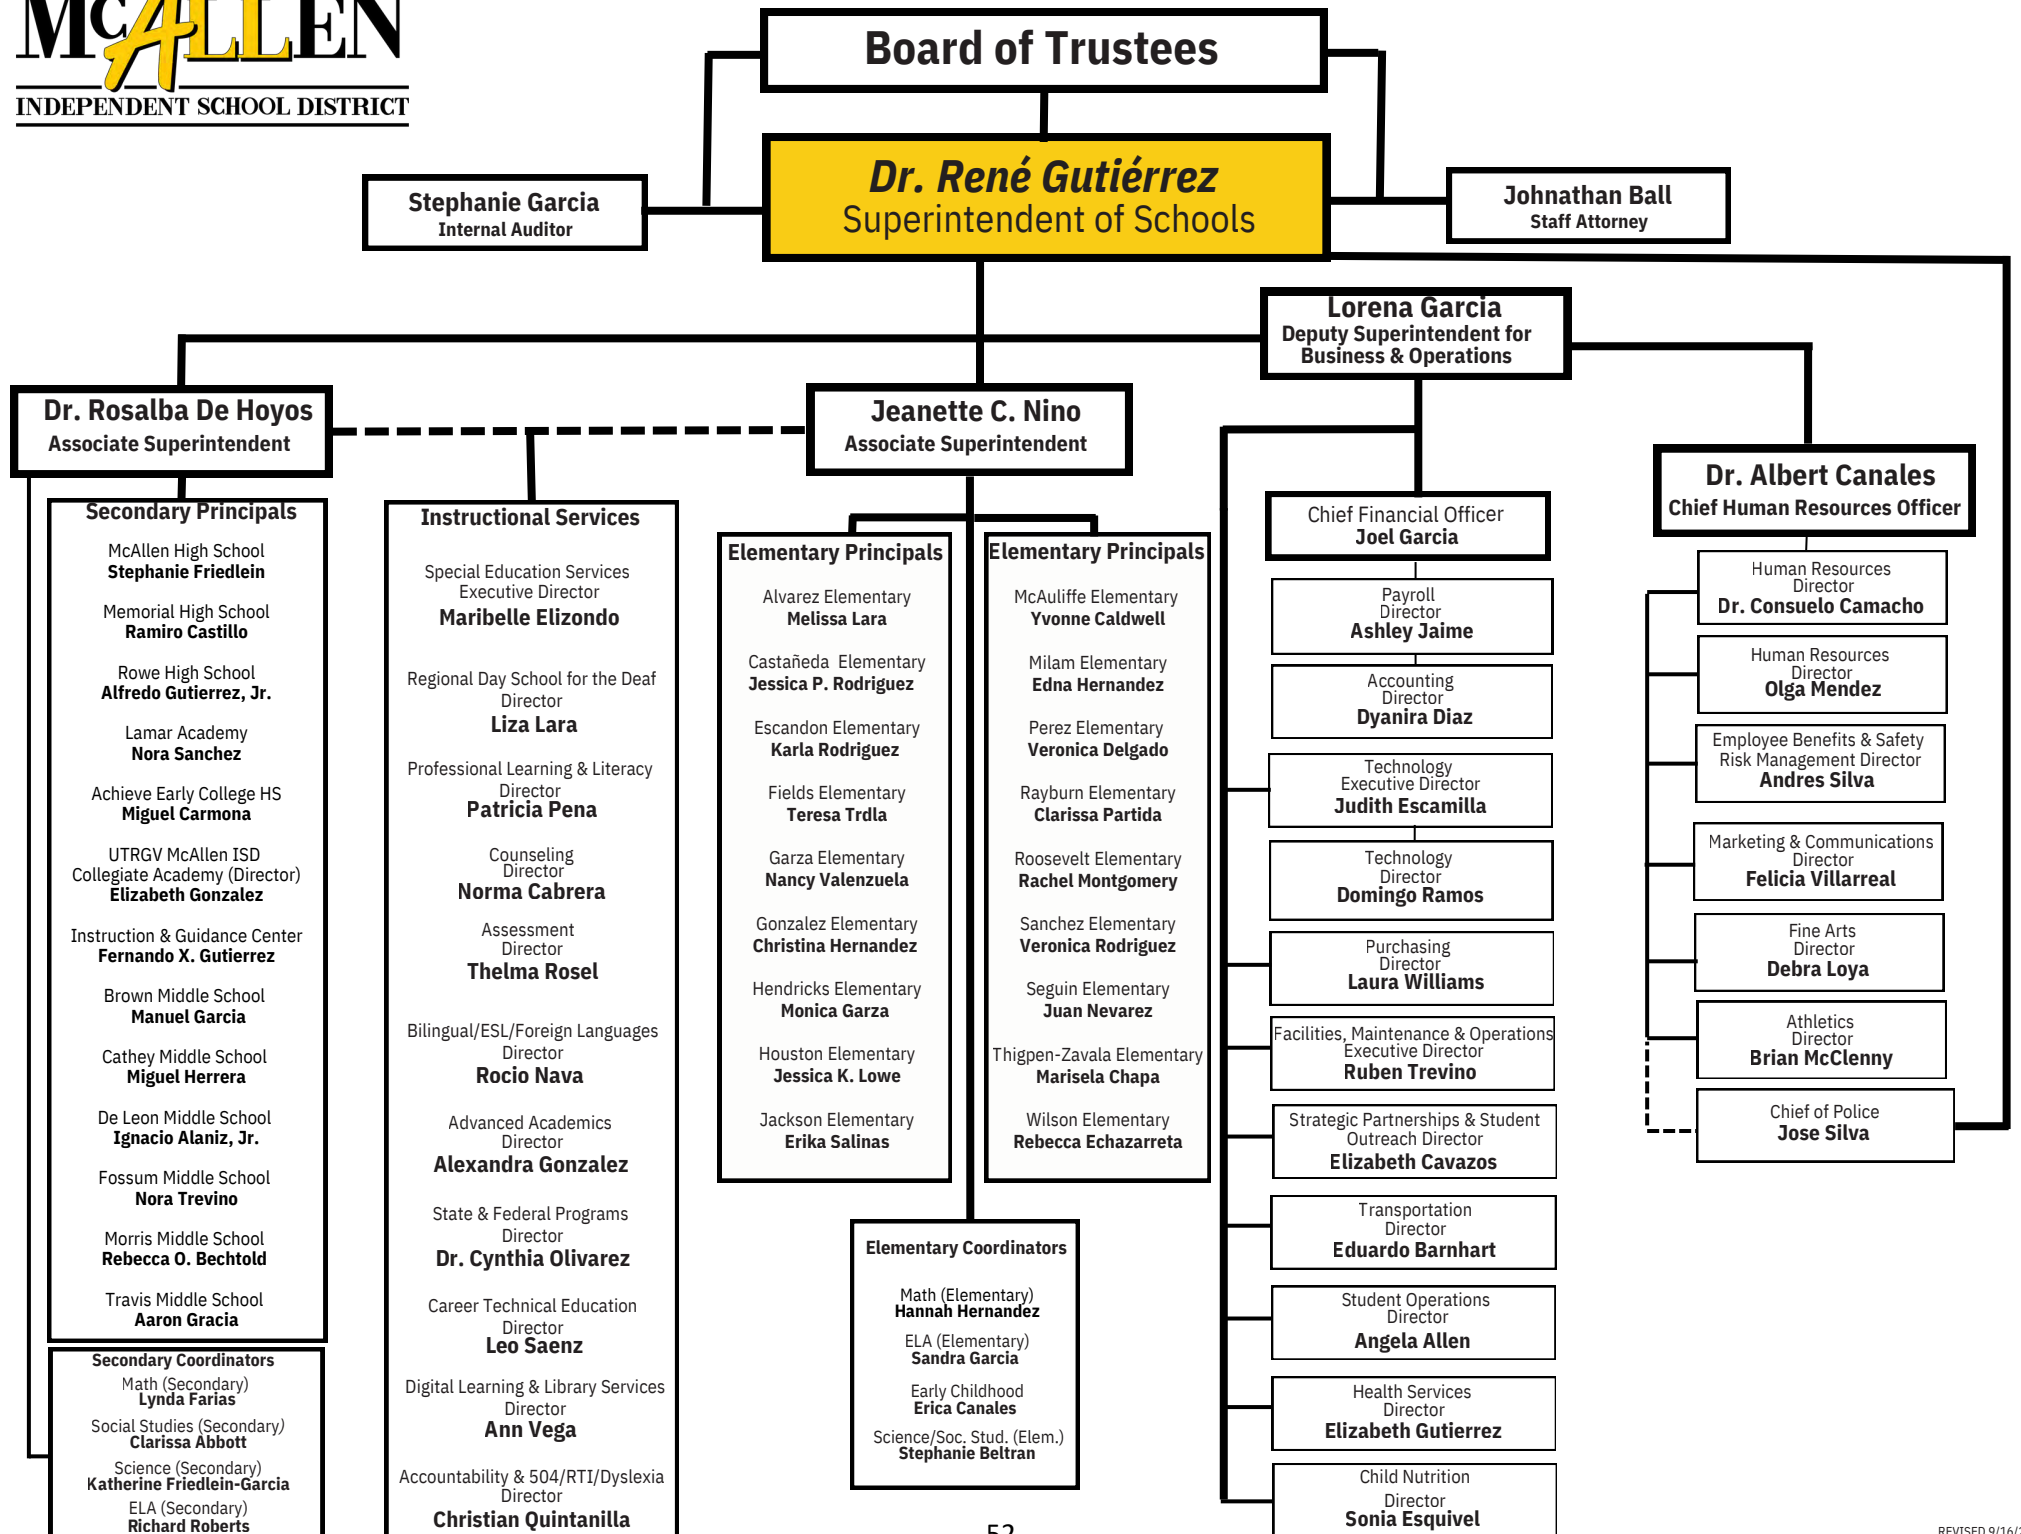 McALLEN
INDEPENDENT SCHOOL DISTRICT
Board of Trustees
Dr. René Gutiérrez
Superintendent of Schools
Stephanie Garcia
Internal Auditor
Johnathan Ball
Staff Attorney
Lorena Garcia
Deputy Superintendent for
Business & Operations
Dr. Rosalba De Hoyos
Associate Superintendent
Jeanette C. Nino
Associate Superintendent
Dr. Albert Canales
Chief Human Resources Officer
Secondary Principals
McAllen High School
Stephanie Friedlein
Memorial High School
Ramiro Castillo
Rowe High School
Alfredo Gutierrez, Jr.
Lamar Academy
Nora Sanchez
Achieve Early College HS
Miguel Carmona
UTRGV McAllen ISD
Collegiate Academy (Director)
Elizabeth Gonzalez
Instruction & Guidance Center
Fernando X. Gutierrez
Brown Middle School
Manuel Garcia
Cathey Middle School
Miguel Herrera
De Leon Middle School
Ignacio Alaniz, Jr.
Fossum Middle School
Nora Trevino
Morris Middle School
Rebecca O. Bechtold
Travis Middle School
Aaron Gracia
Secondary Coordinators
Math (Secondary)
Lynda Farias
Social Studies (Secondary)
Clarissa Abbott
Science (Secondary)
Katherine Friedlein-Garcia
ELA (Secondary)
Richard Roberts
Instructional Services
Special Education Services
Executive Director
Maribelle Elizondo
Regional Day School for the Deaf
Director
Liza Lara
Professional Learning & Literacy
Director
Patricia Pena
Counseling
Director
Norma Cabrera
Assessment
Director
Thelma Rosel
Bilingual/ESL/Foreign Languages
Director
Rocio Nava
Advanced Academics
Director
Alexandra Gonzalez
State & Federal Programs
Director
Dr. Cynthia Olivarez
Career Technical Education
Director
Leo Saenz
Digital Learning & Library Services
Director
Ann Vega
Accountability & 504/RTI/Dyslexia
Director
Christian Quintanilla
Elementary Principals
Alvarez Elementary
Melissa Lara
Castañeda Elementary
Jessica P. Rodriguez
Escandon Elementary
Karla Rodriguez
Fields Elementary
Teresa Trdla
Garza Elementary
Nancy Valenzuela
Gonzalez Elementary
Christina Hernandez
Hendricks Elementary
Monica Garza
Houston Elementary
Jessica K. Lowe
Jackson Elementary
Erika Salinas
Elementary Principals
McAuliffe Elementary
Yvonne Caldwell
Milam Elementary
Edna Hernandez
Perez Elementary
Veronica Delgado
Rayburn Elementary
Clarissa Partida
Roosevelt Elementary
Rachel Montgomery
Sanchez Elementary
Veronica Rodriguez
Seguin Elementary
Juan Nevarez
Thigpen-Zavala Elementary
Marisela Chapa
Wilson Elementary
Rebecca Echazarreta
Elementary Coordinators
Math (Elementary)
Hannah Hernandez
ELA (Elementary)
Sandra Garcia
Early Childhood
Erica Canales
Science/Soc. Stud. (Elem.)
Stephanie Beltran
Chief Financial Officer
Joel Garcia
Payroll
Director
Ashley Jaime
Accounting
Director
Dyanira Diaz
Technology
Executive Director
Judith Escamilla
Technology
Director
Domingo Ramos
Purchasing
Director
Laura Williams
Facilities, Maintenance & Operations
Executive Director
Ruben Trevino
Strategic Partnerships & Student
Outreach Director
Elizabeth Cavazos
Transportation
Director
Eduardo Barnhart
Student Operations
Director
Angela Allen
Health Services
Director
Elizabeth Gutierrez
Child Nutrition
Director
Sonia Esquivel
Human Resources
Director
Dr. Consuelo Camacho
Human Resources
Director
Olga Mendez
Employee Benefits & Safety
Risk Management Director
Andres Silva
Marketing & Communications
Director
Felicia Villarreal
Fine Arts
Director
Debra Loya
Athletics
Director
Brian McClenny
Chief of Police
Jose Silva
52
REVISED 9/16/